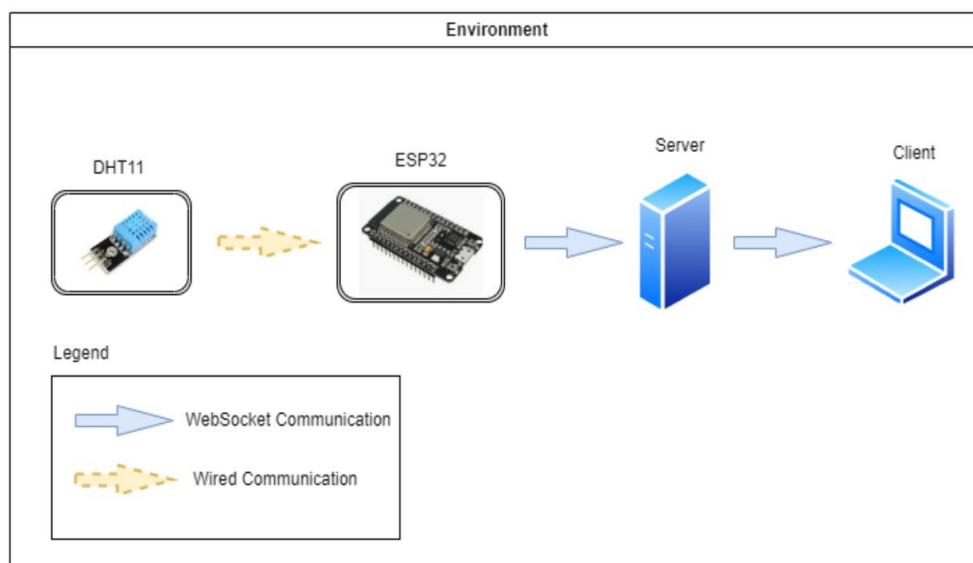 Environment
DHT11
ESP32
Server
Client
Legend
WebSocket Communication
Wired Communication